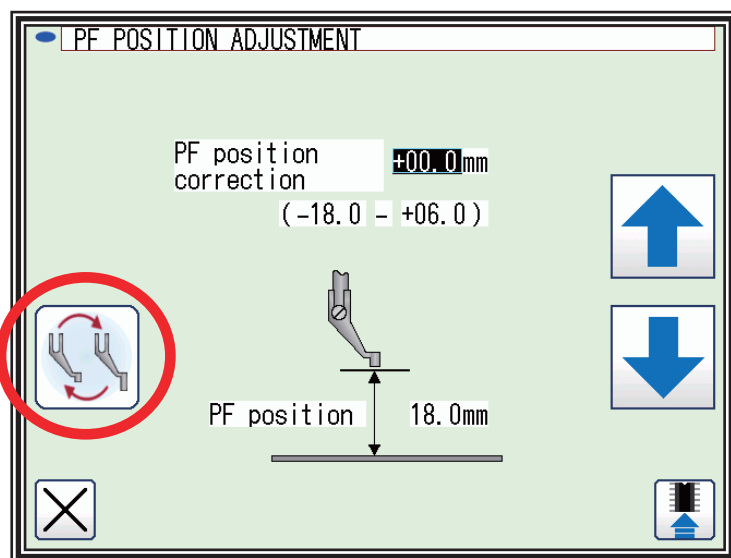 PF POSITION ADJUSTMENT
PF position
correction
+00.0mm
(-18.0 - +06.0)
PF position 18.0mm